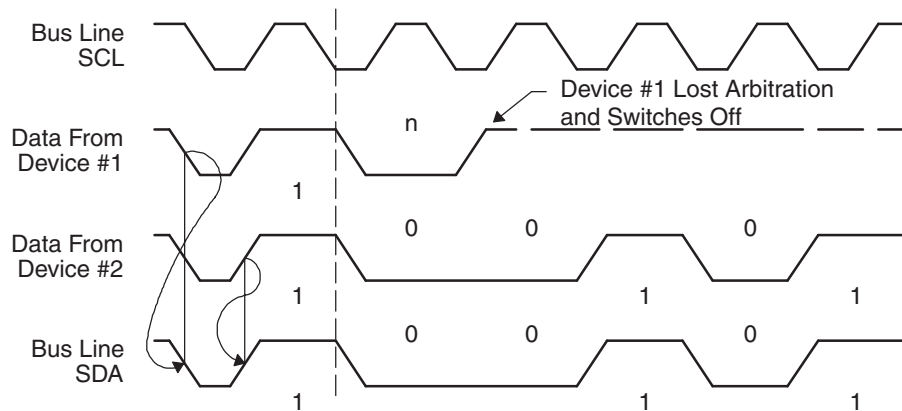 Bus Line
SCL
Device #1 Lost Arbitration
and Switches Off
n
Data From
Device #1
1
0 0 0
Data From
Device #2
1 1 1
0 0 0
Bus Line
SDA
1 1 1